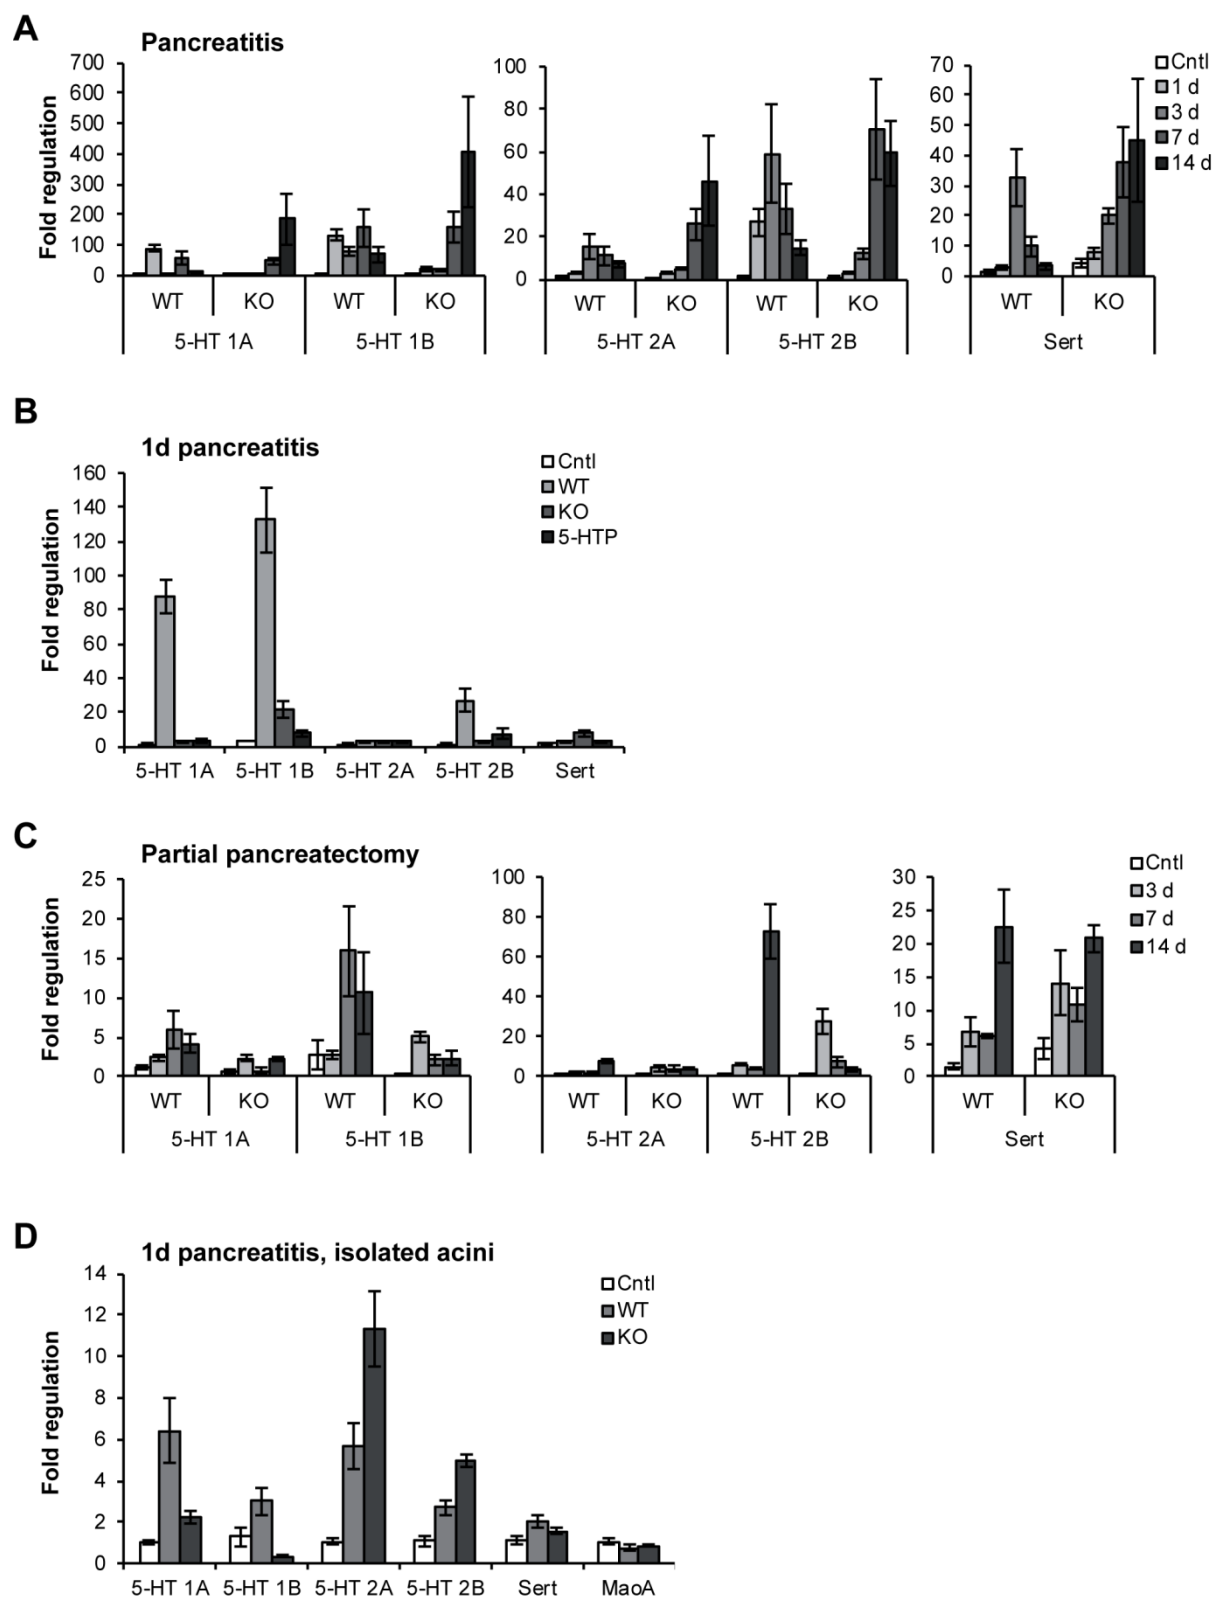 A
Pancreatitis
Fold regulation
700
600
500
400
300
200
100
0
WT KO WT KO
5-HT 1A 5-HT 1B
100
80
60
40
20
0
WT KO WT KO
5-HT 2A 5-HT 2B
70
60
50
40
30
20
10
0
WT KO
Sert
Cntl
1 d
3 d
7 d
14 d
B
1d pancreatitis
Fold regulation
160
140
120
100
80
60
40
20
0
5-HT 1A 5-HT 1B 5-HT 2A 5-HT 2B Sert
Cntl
WT
KO
5-HTP
C
Partial pancreatectomy
Fold regulation
25
20
15
10
5
0
WT KO WT KO
5-HT 1A 5-HT 1B
100
80
60
40
20
0
WT KO WT KO
5-HT 2A 5-HT 2B
30
25
20
15
10
5
0
WT KO
Sert
Cntl
3 d
7 d
14 d
D
1d pancreatitis, isolated acini
Fold regulation
14
12
10
8
6
4
2
0
5-HT 1A 5-HT 1B 5-HT 2A 5-HT 2B Sert MaoA
Cntl
WT
KO